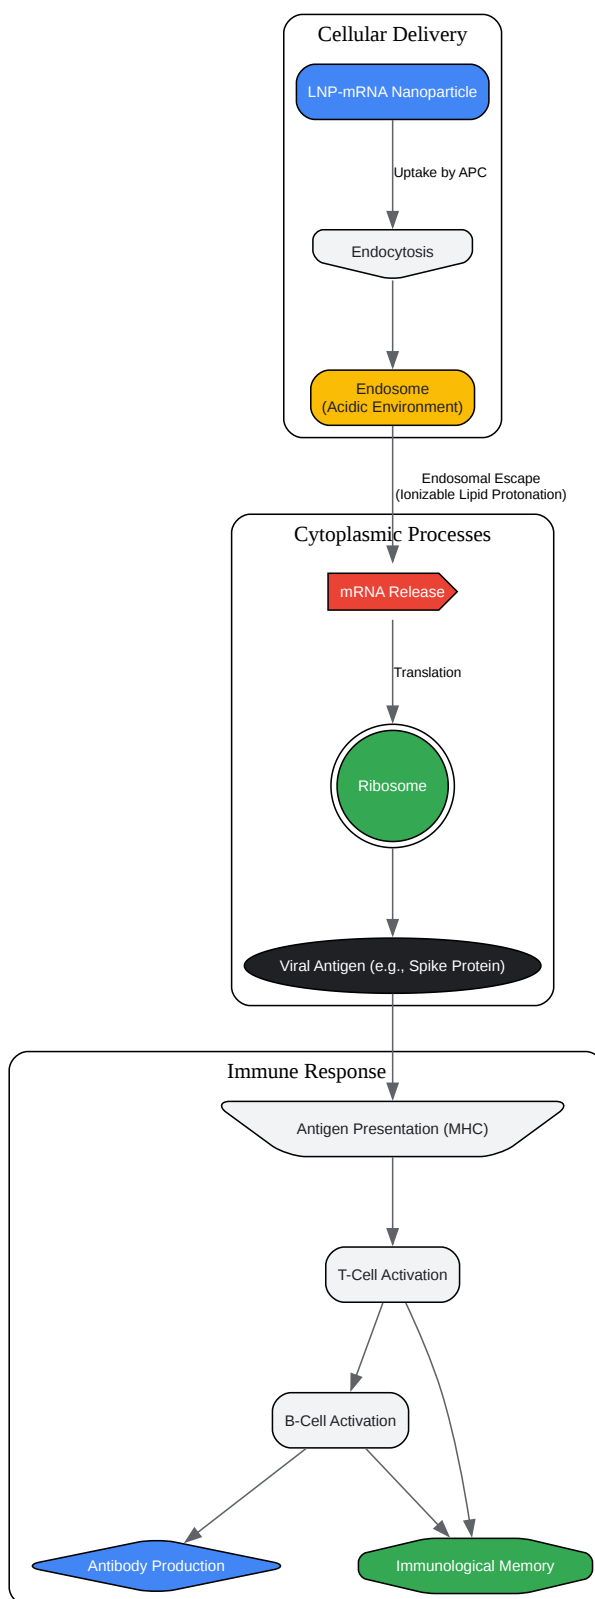 Cellular Delivery
LNP-mRNA Nanoparticle
Uptake by APC
Endocytosis
Endosome
(Acidic Environment)
Endosomal Escape
(Ionizable Lipid Protonation)
Cytoplasmic Processes
mRNA Release
Translation
Ribosome
Viral Antigen (e.g., Spike Protein)
Immune Response
Antigen Presentation (MHC)
T-Cell Activation
B-Cell Activation
Antibody Production
Immunological Memory